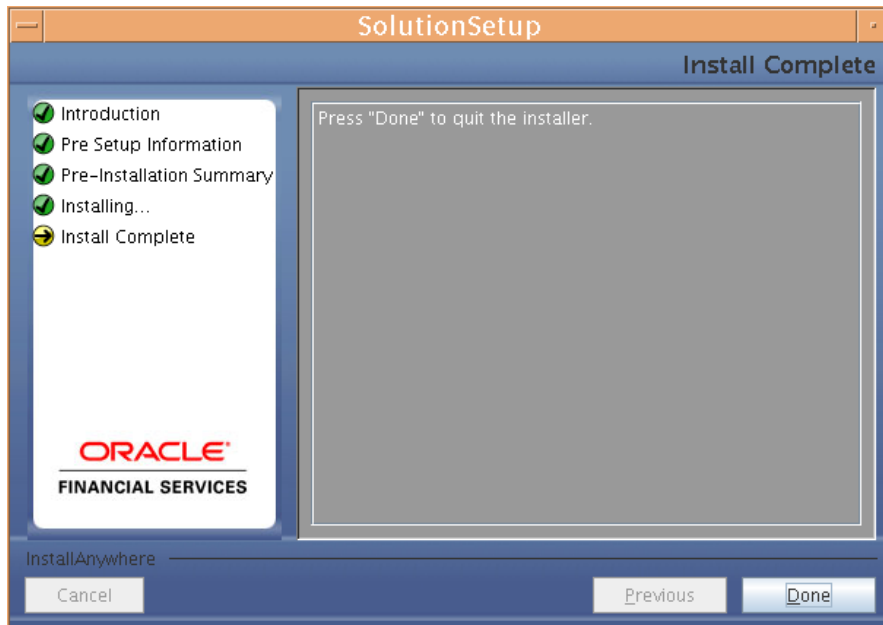 SolutionSetup
Install Complete
Introduction
Pre Setup Information
Pre-Installation Summary
Installing...
Install Complete
ORACLE
FINANCIAL SERVICES
Press "Done" to quit the installer.
InstallAnywhere
Cancel
Previous
Done